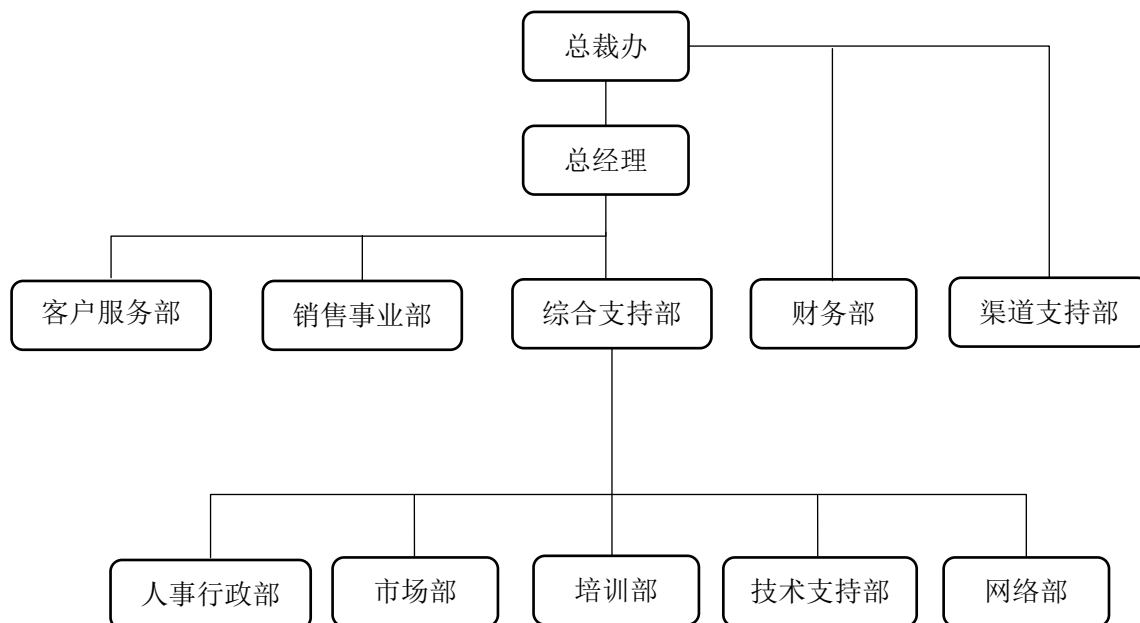 总裁办
总经理
客户服务部
销售事业部
综合支持部
财务部
渠道支持部
人事行政部
市场部
培训部
技术支持部
网络部